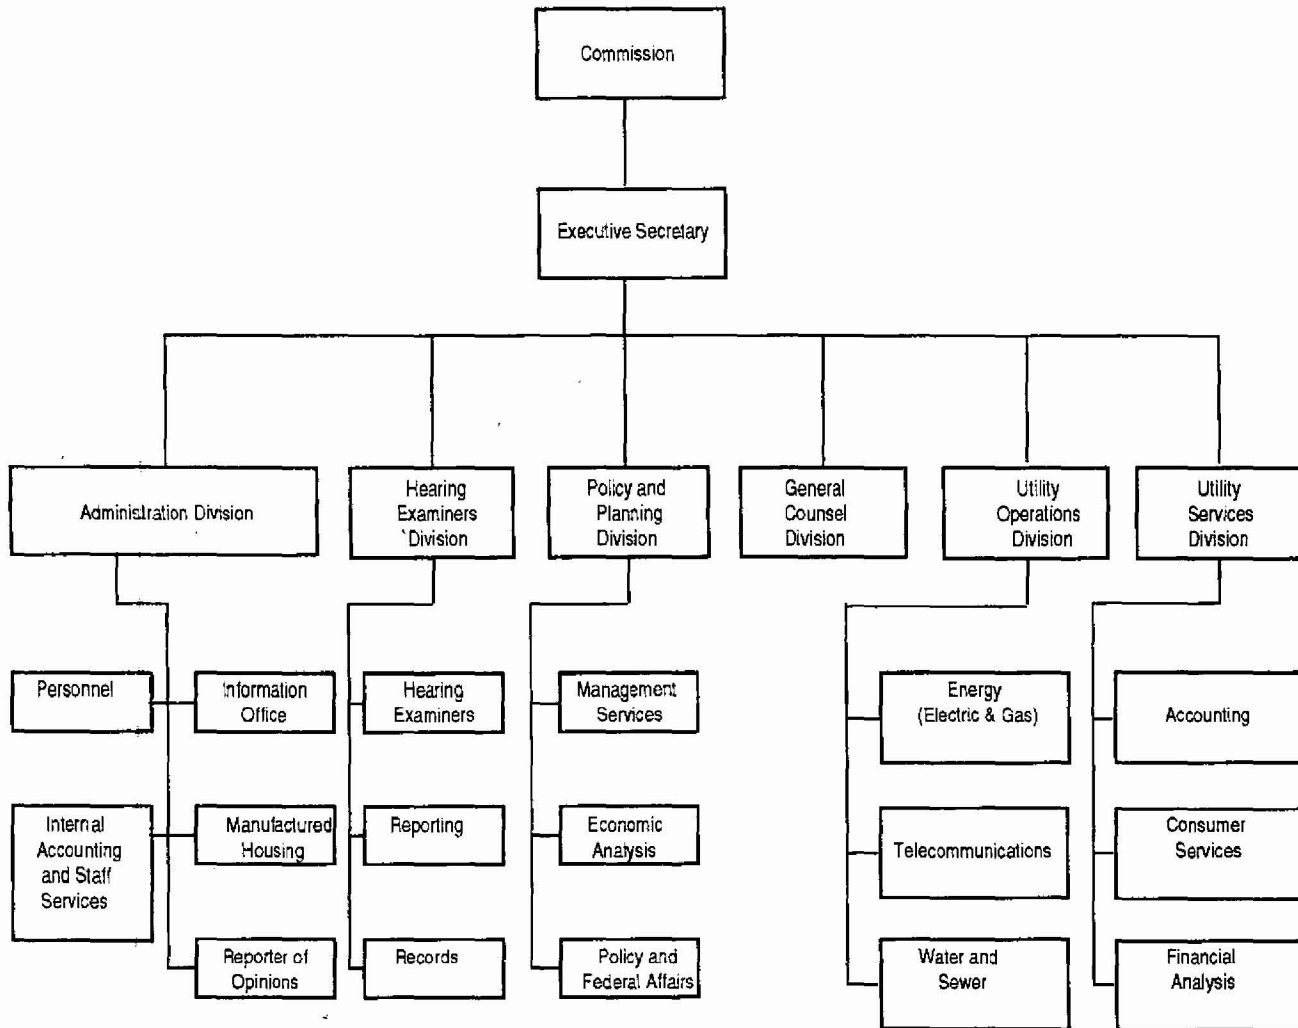 Commission
Executive Secretary
Administration Division
Hearing
Examiners
Division
Policy and
Planning
Division
General
Counsel
Division
Utility
Operations
Division
Utility
Services
Division
Personnel
Information
Office
Hearing
Examiners
Management
Services
Energy
(Electric & Gas)
Accounting
Internal
Accounting
and Staff
Services
Manufactured
Housing
Reporting
Economic
Analysis
Telecommunications
Consumer
Services
Reporter of
Opinions
Records
Policy and
Federal Affairs
Water and
Sewer
Financial
Analysis